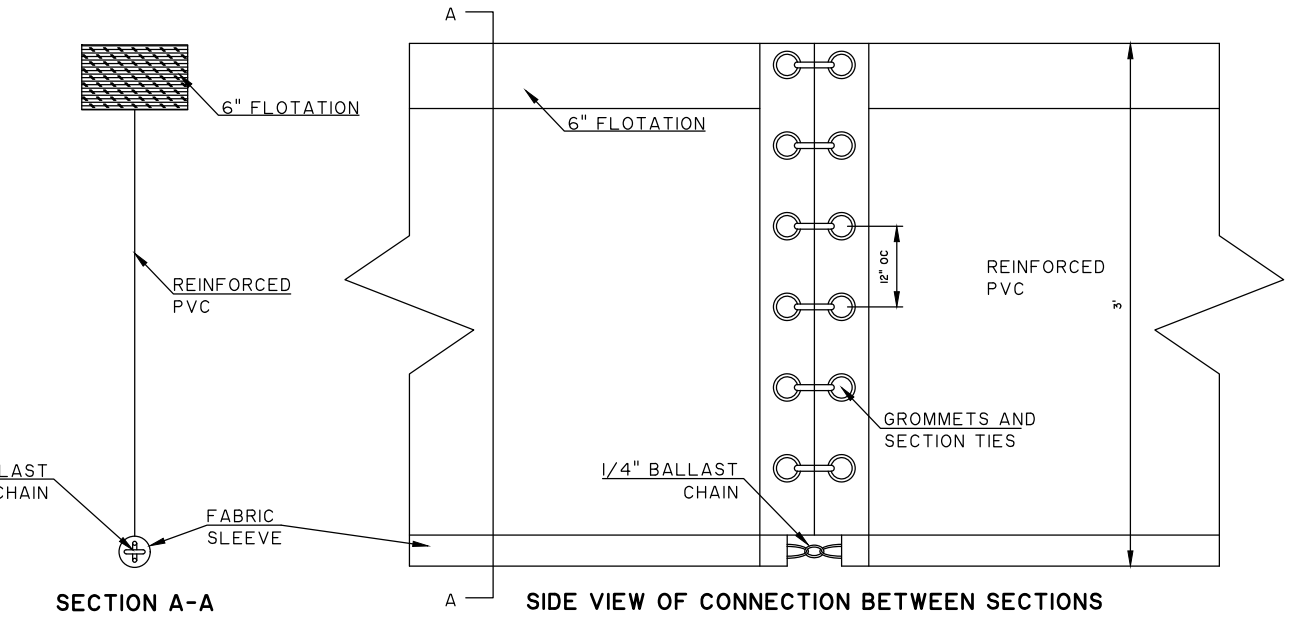 A
6" FLOTATION
6" FLOTATION
12" OC
REINFORCED
PVC
REINFORCED
PVC
3'
GROMMETS AND
SECTION TIES
LAST
CHAIN
1/4" BALLAST
CHAIN
FABRIC
SLEEVE
SECTION A-A
A
SIDE VIEW OF CONNECTION BETWEEN SECTIONS